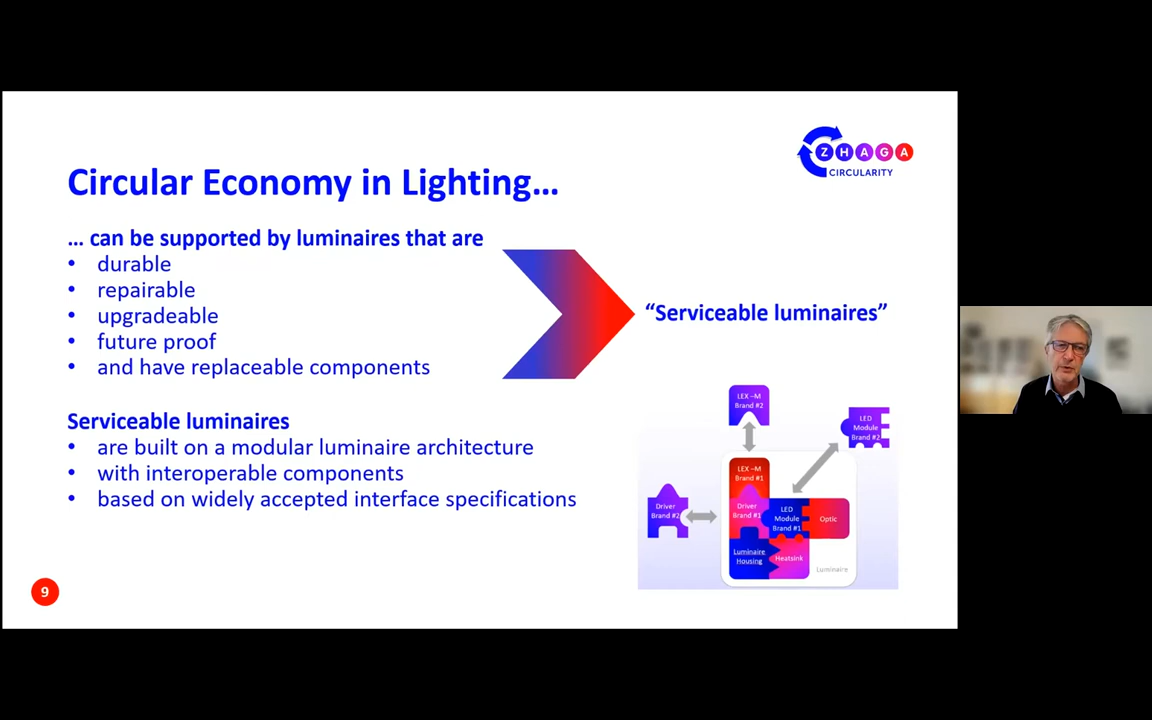 ZHAGA
CIRCULARITY
Circular Economy in Lighting…
… can be supported by luminaires that are
• durable
• repairable
• upgradeable
• future proof
• and have replaceable components
"Serviceable luminaires"
Serviceable luminaires
• are built on a modular luminaire architecture
• with interoperable components
• based on widely accepted interface specifications
LEX –M
Brand #2
LED
Module
Brand #2
LEX –M
Brand #1
Driver
Brand #2
Driver
Brand #1
LED
Module
Brand #1
Optic
Luminaire
Housing
Heatsink
Luminaire
9